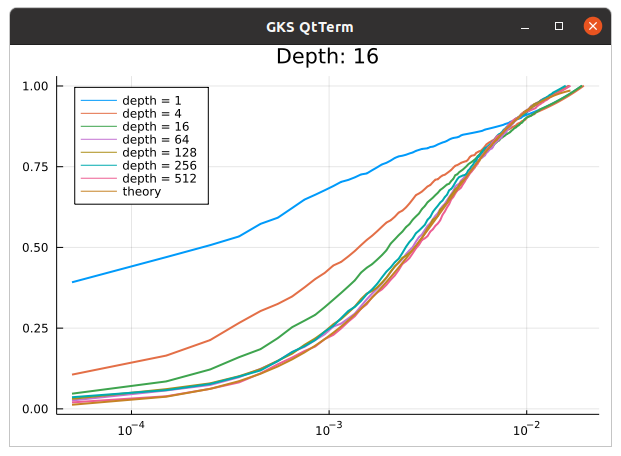 GKS QtTerm
Depth: 16
1.00
0.75
0.50
0.25
0.00
depth = 1
depth = 4
depth = 16
depth = 64
depth = 128
depth = 256
depth = 512
theory
10⁻⁴ 10⁻³ 10⁻²